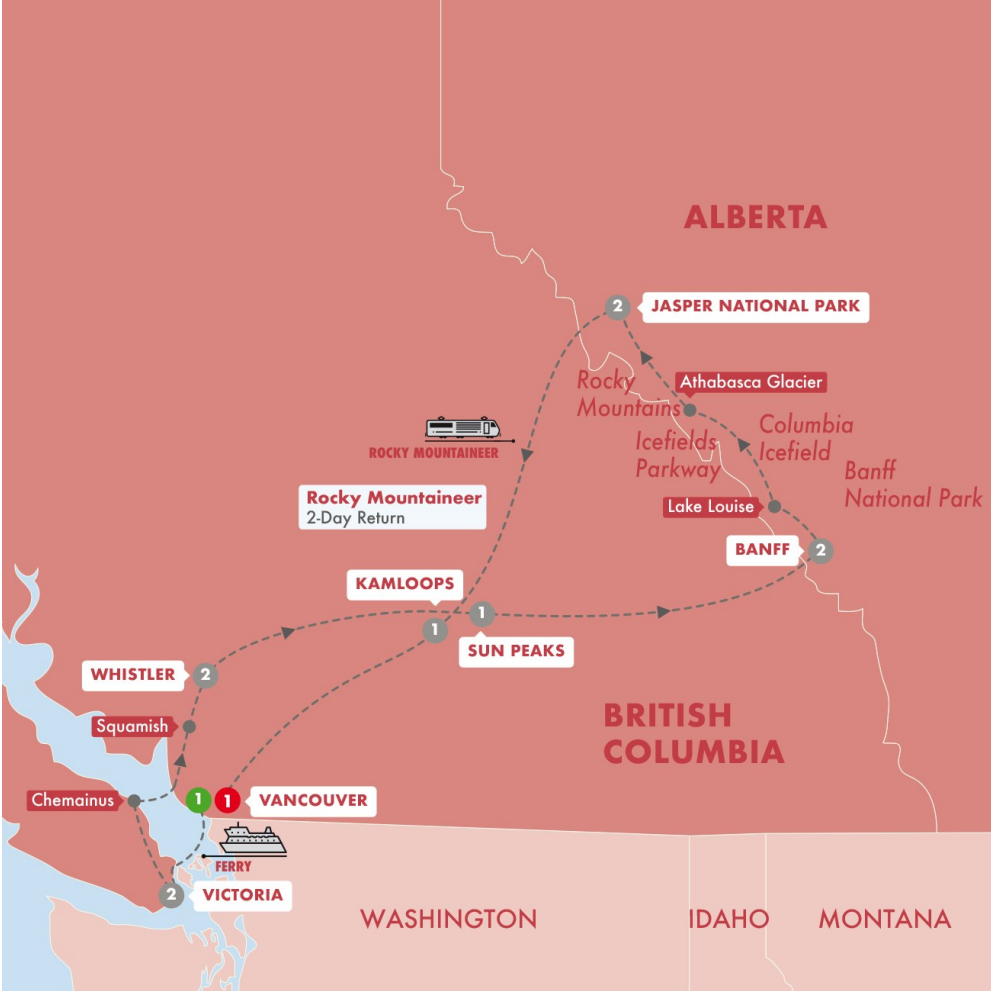 ALBERTA
2
JASPER NATIONAL PARK
Rocky
Mountains
Athabasca Glacier
Columbia
Icefield
Icefields
Parkway
Banff
National Park
ROCKY MOUNTAINEER
Rocky Mountaineer
2-Day Return
Lake Louise
BANFF
2
KAMLOOPS
1
1
SUN PEAKS
WHISTLER
2
BRITISH
COLUMBIA
Squamish
Chemainus
1
1
VANCOUVER
FERRY
2
VICTORIA
WASHINGTON
IDAHO
MONTANA